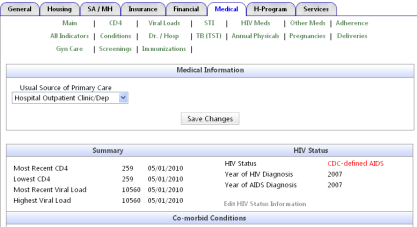 General Housing SA / MH Insurance Financial Medical H-Program Services
Main | CD4 | Viral Loads | STI | HIV Meds | Other Meds | Adherence
All Indicators | Conditions | Dr. / Hosp | TB (TST) | Annual Physicals | Pregnancies | Deliveries
Gyn Care | Screenings | Immunizations |
Medical Information
Usual Source of Primary Care
Hospital Outpatient Clinic/Dep
Save Changes
Summary HIV Status
Most Recent CD4 259 05/01/2010
Lowest CD4 259 05/01/2010
Most Recent Viral Load 10560 05/01/2010
Highest Viral Load 10560 05/01/2010
HIV Status CDC-defined AIDS
Year of HIV Diagnosis 2007
Year of AIDS Diagnosis 2007
Edit HIV Status Information
Co-morbid Conditions